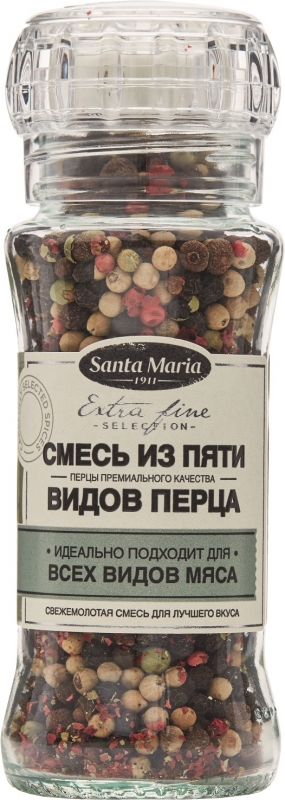 Santa Maria
1911
Extra fine
SELECTION
SELECTED SPICES
СМЕСЬ ИЗ ПЯТИ
ПЕРЦЫ ПРЕМИАЛЬНОГО КАЧЕСТВА
ВИДОВ ПЕРЦА
• ИДЕАЛЬНО ПОДХОДИТ ДЛЯ •
ВСЕХ ВИДОВ МЯСА
СВЕЖЕМОЛОТАЯ СМЕСЬ ДЛЯ ЛУЧШЕГО ВКУСА